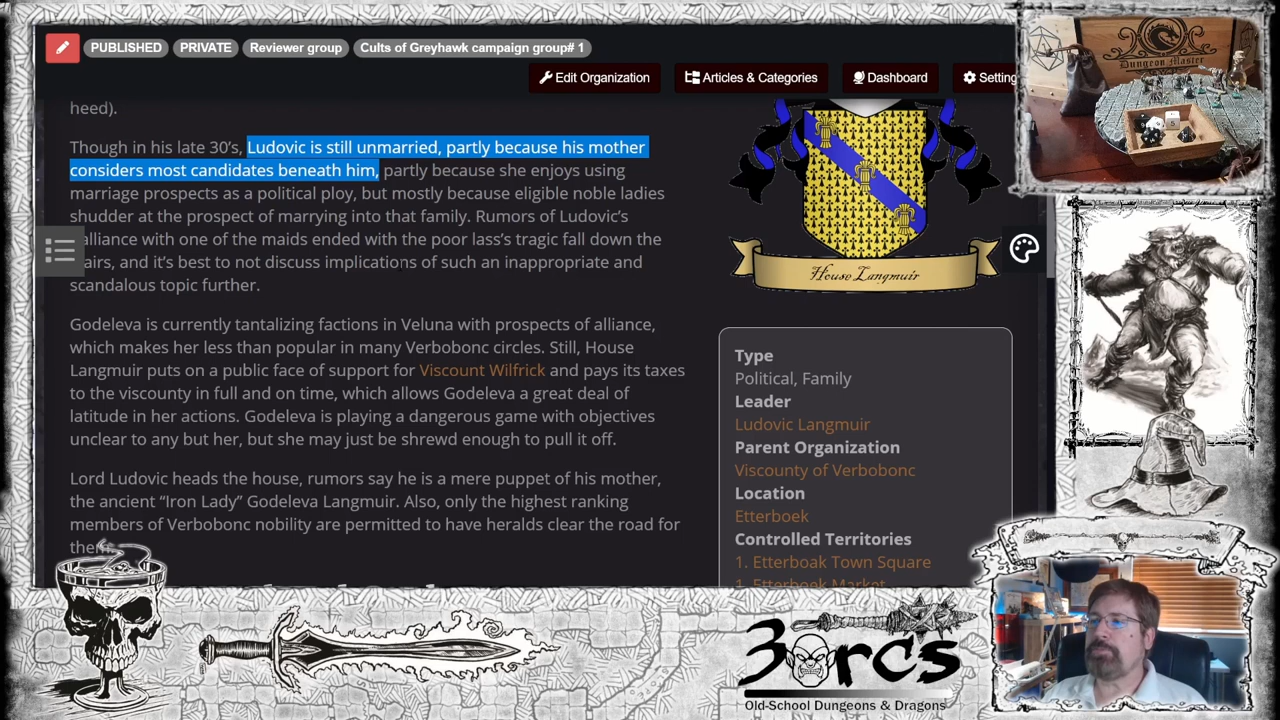 PUBLISHED PRIVATE Reviewer group Cults of Greyhawk campaign group# 1
Edit Organization Articles & Categories Dashboard Setting
heed).
Though in his late 30's, Ludovic is still unmarried, partly because his mother
considers most candidates beneath him, partly because she enjoys using
marriage prospects as a political ploy, but mostly because eligible noble ladies
shudder at the prospect of marrying into that family. Rumors of Ludovic's
alliance with one of the maids ended with the poor lass's tragic fall down the
airs, and it's best to not discuss implications of such an inappropriate and
scandalous topic further.
Godeleva is currently tantalizing factions in Veluna with prospects of alliance,
which makes her less than popular in many Verbobonc circles. Still, House
Langmuir puts on a public face of support for Viscount Wilfrick and pays its taxes
to the viscounty in full and on time, which allows Godeleva a great deal of
latitude in her actions. Godeleva is playing a dangerous game with objectives
unclear to any but her, but she may just be shrewd enough to pull it off.
Lord Ludovic heads the house, rumors say he is a mere puppet of his mother,
the ancient “Iron Lady” Godeleva Langmuir. Also, only the highest ranking
members of Verbobonc nobility are permitted to have heralds clear the road for
them.
House Langmuir
Type
Political, Family
Leader
Ludovic Langmuir
Parent Organization
Viscounty of Verbobonc
Location
Etterboek
Controlled Territories
1. Etterboak Town Square
1. Etterboak Market
Dungeon Master
3 orcs
Old-School Dungeons & Dragons